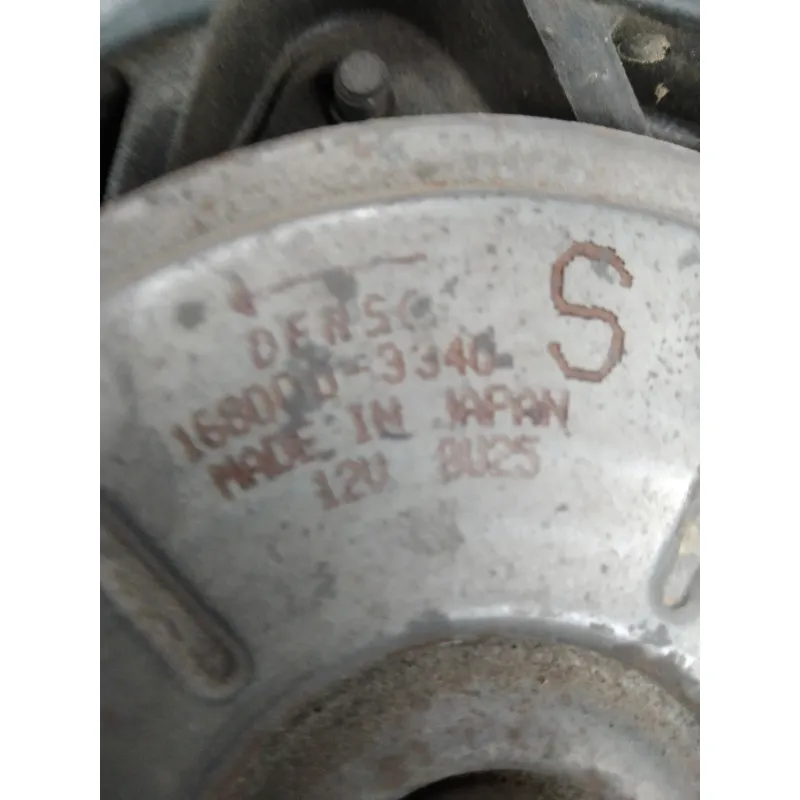 DENSO
S
168000-3340
MADE IN JAPAN
12V 8U25